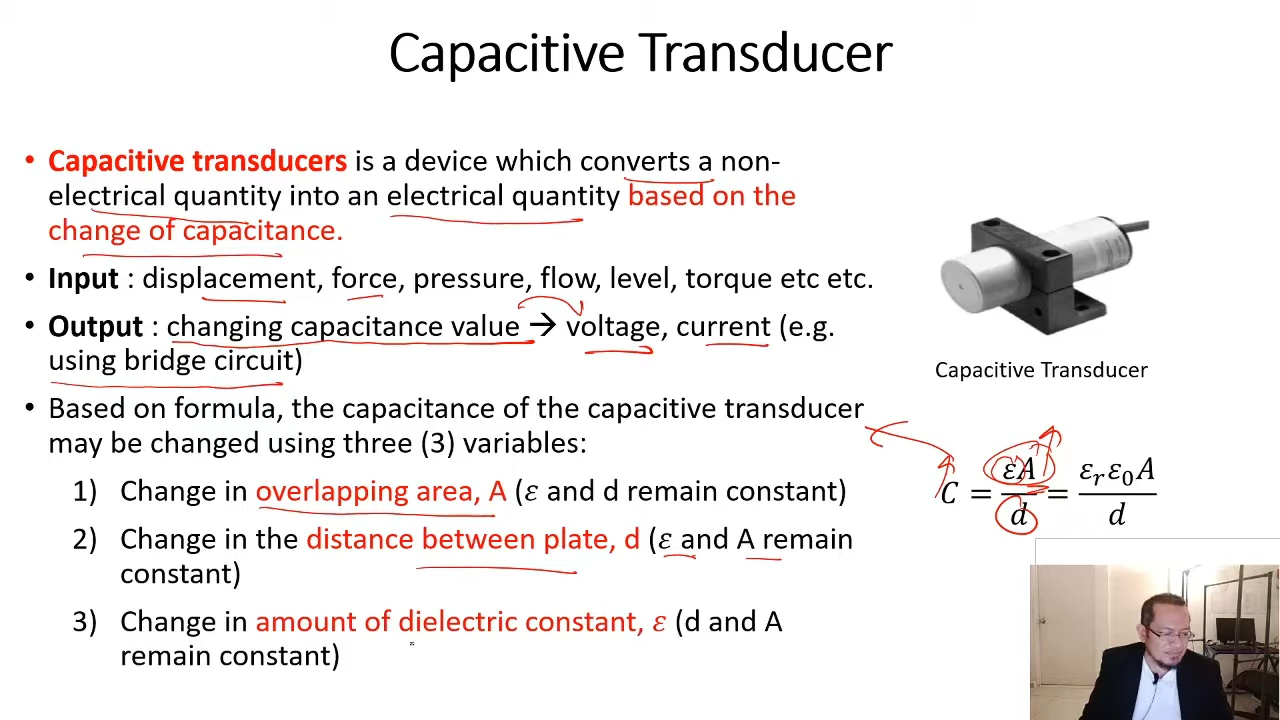 Capacitive Transducer
• Capacitive transducers is a device which converts a non-
electrical quantity into an electrical quantity based on the
change of capacitance.
• Input : displacement, force, pressure, flow, level, torque etc etc.
• Output : changing capacitance value → voltage, current (e.g.
using bridge circuit)
• Based on formula, the capacitance of the capacitive transducer
may be changed using three (3) variables:
1) Change in overlapping area, A (ε and d remain constant)
2) Change in the distance between plate, d (ε and A remain
constant)
3) Change in amount of dielectric constant, ε (d and A
remain constant)
Capacitive Transducer
C = εA/d = εᵣε₀A/d